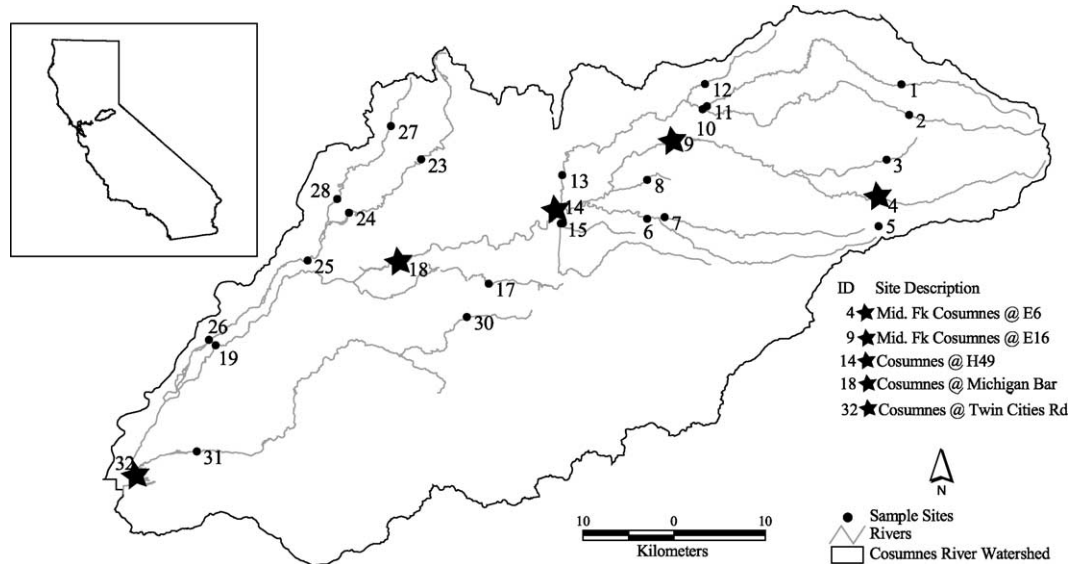 12
1
11
2
10
27
9
23
3
13
8
28
14
4
24
15
6
7
5
25
18
17
ID Site Description
4 Mid. Fk Cosumnes @ E6
30
9 Mid. Fk Cosumnes @ E16
26
19
14 Cosumnes @ H49
18 Cosumnes @ Michigan Bar
32 Cosumnes @ Twin Cities Rd
31
32
N
10 0 10
Kilometers
Sample Sites
Rivers
Cosumnes River Watershed